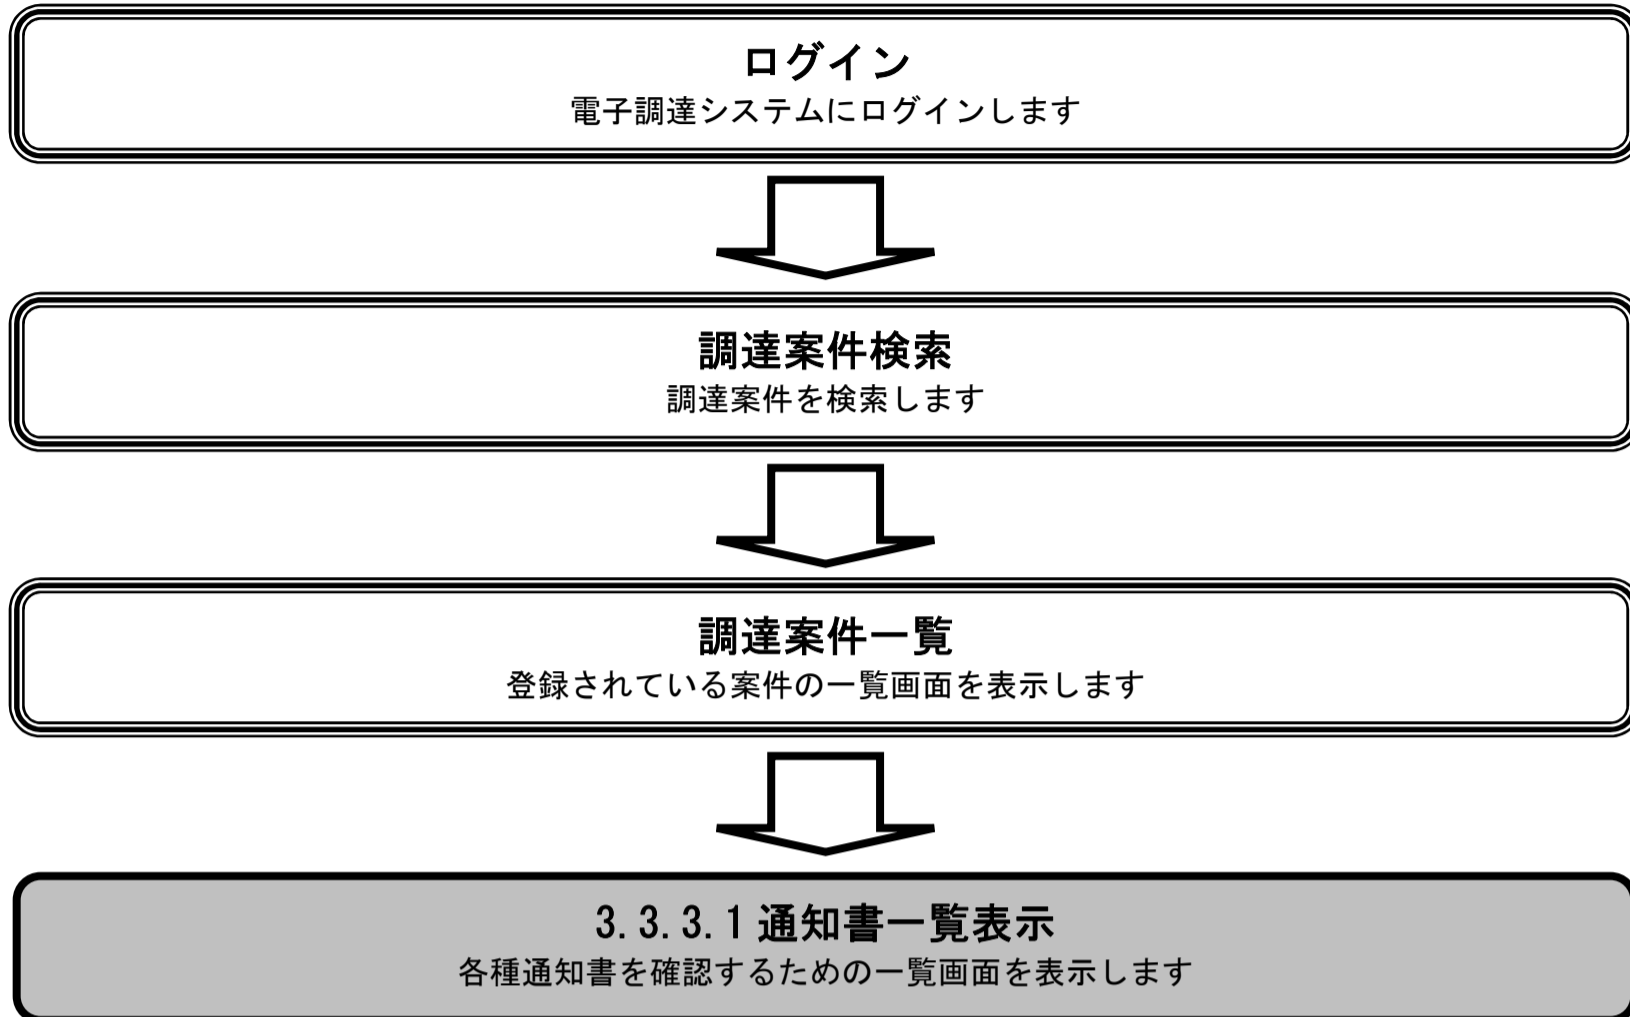 ログイン
電子調達システムにログインします
調達案件検索
調達案件を検索します
調達案件一覧
登録されている案件の一覧画面を表示します
3.3.3.1 通知書一覧表示
各種通知書を確認するための一覧画面を表示します